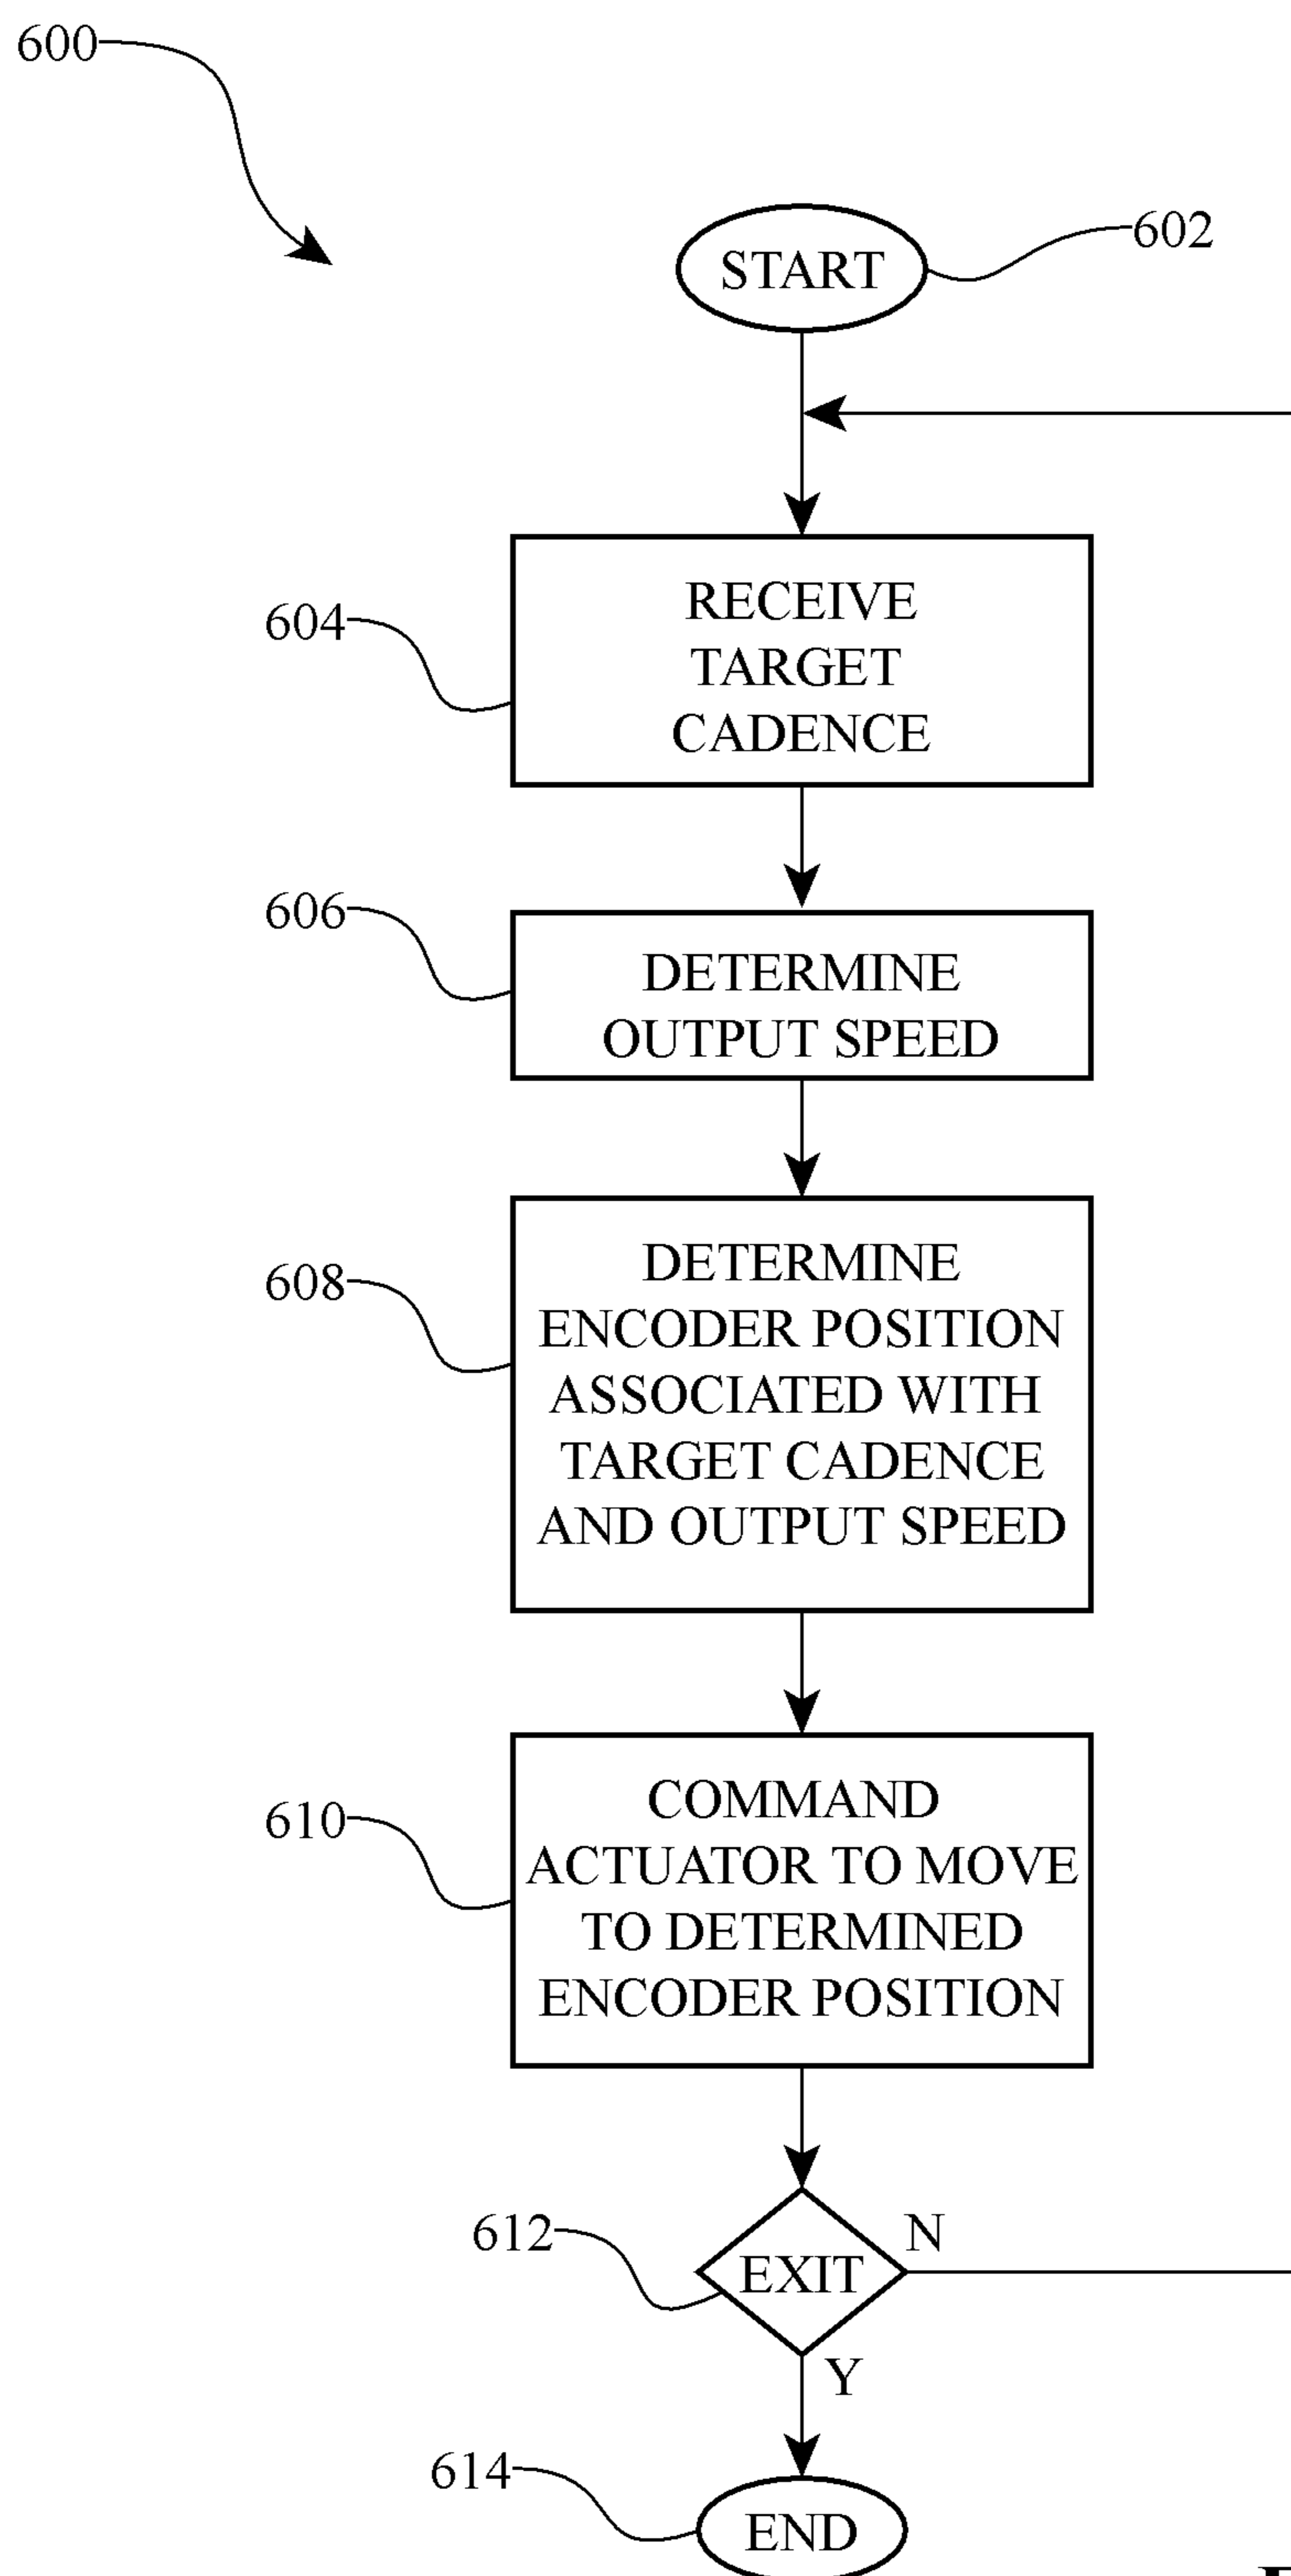 600
START
602
RECEIVE
TARGET
CADENCE
604
606
DETERMINE
OUTPUT SPEED
DETERMINE
ENCODER POSITION
ASSOCIATED WITH
TARGET CADENCE
AND OUTPUT SPEED
608
COMMAND
ACTUATOR TO MOVE
TO DETERMINED
ENCODER POSITION
610
612
EXIT
N
Y
614
END